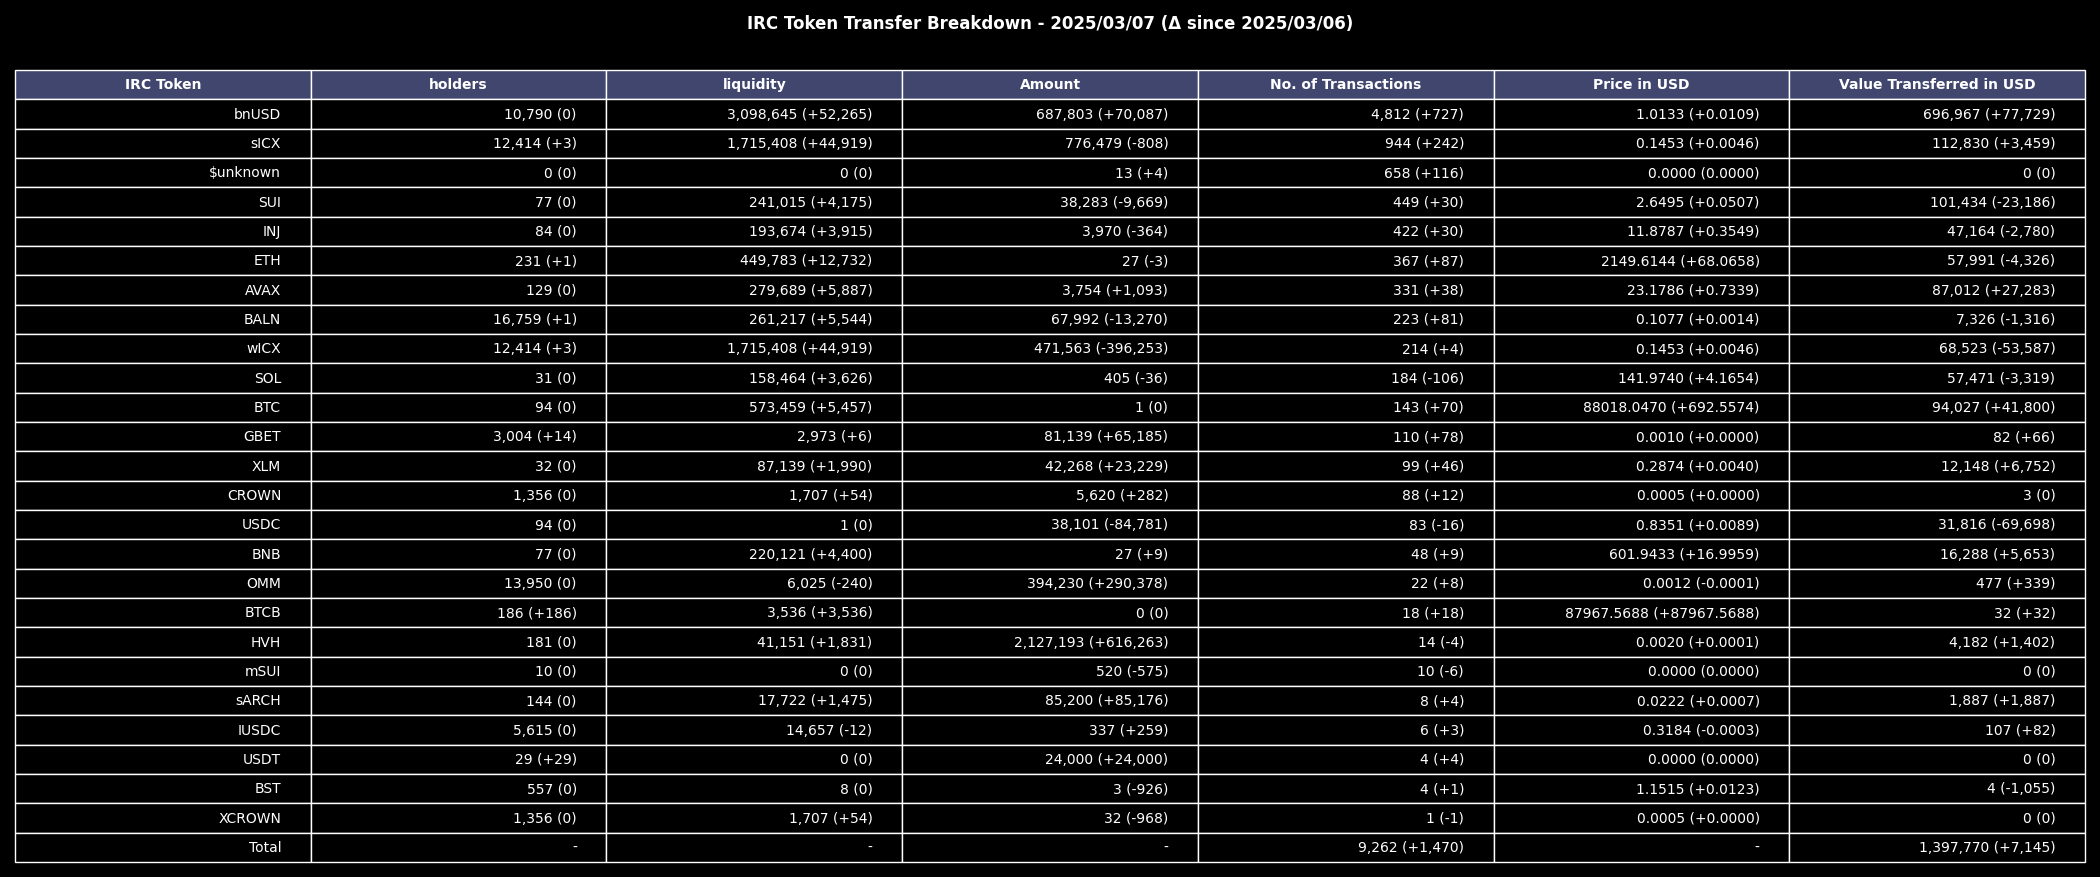 IRC Token Transfer Breakdown - 2025/03/07 (Δ since 2025/03/06)
IRC Token holders liquidity Amount No. of Transactions Price in USD Value Transferred in USD
bnUSD 10,790 (0) 3,098,645 (+52,265) 687,803 (+70,087) 4,812 (+727) 1.0133 (+0.0109) 696,967 (+77,729)
sICX 12,414 (+3) 1,715,408 (+44,919) 776,479 (-808) 944 (+242) 0.1453 (+0.0046) 112,830 (+3,459)
$unknown 0 (0) 0 (0) 13 (+4) 658 (+116) 0.0000 (0.0000) 0 (0)
SUI 77 (0) 241,015 (+4,175) 38,283 (-9,669) 449 (+30) 2.6495 (+0.0507) 101,434 (-23,186)
INJ 84 (0) 193,674 (+3,915) 3,970 (-364) 422 (+30) 11.8787 (+0.3549) 47,164 (-2,780)
ETH 231 (+1) 449,783 (+12,732) 27 (-3) 367 (+87) 2149.6144 (+68.0658) 57,991 (-4,326)
AVAX 129 (0) 279,689 (+5,887) 3,754 (+1,093) 331 (+38) 23.1786 (+0.7339) 87,012 (+27,283)
BALN 16,759 (+1) 261,217 (+5,544) 67,992 (-13,270) 223 (+81) 0.1077 (+0.0014) 7,326 (-1,316)
wICX 12,414 (+3) 1,715,408 (+44,919) 471,563 (-396,253) 214 (+4) 0.1453 (+0.0046) 68,523 (-53,587)
SOL 31 (0) 158,464 (+3,626) 405 (-36) 184 (-106) 141.9740 (+4.1654) 57,471 (-3,319)
BTC 94 (0) 573,459 (+5,457) 1 (0) 143 (+70) 88018.0470 (+692.5574) 94,027 (+41,800)
GBET 3,004 (+14) 2,973 (+6) 81,139 (+65,185) 110 (+78) 0.0010 (+0.0000) 82 (+66)
XLM 32 (0) 87,139 (+1,990) 42,268 (+23,229) 99 (+46) 0.2874 (+0.0040) 12,148 (+6,752)
CROWN 1,356 (0) 1,707 (+54) 5,620 (+282) 88 (+12) 0.0005 (+0.0000) 3 (0)
USDC 94 (0) 1 (0) 38,101 (-84,781) 83 (-16) 0.8351 (+0.0089) 31,816 (-69,698)
BNB 77 (0) 220,121 (+4,400) 27 (+9) 48 (+9) 601.9433 (+16.9959) 16,288 (+5,653)
OMM 13,950 (0) 6,025 (-240) 394,230 (+290,378) 22 (+8) 0.0012 (-0.0001) 477 (+339)
BTCB 186 (+186) 3,536 (+3,536) 0 (0) 18 (+18) 87967.5688 (+87967.5688) 32 (+32)
HVH 181 (0) 41,151 (+1,831) 2,127,193 (+616,263) 14 (-4) 0.0020 (+0.0001) 4,182 (+1,402)
mSUI 10 (0) 0 (0) 520 (-575) 10 (-6) 0.0000 (0.0000) 0 (0)
sARCH 144 (0) 17,722 (+1,475) 85,200 (+85,176) 8 (+4) 0.0222 (+0.0007) 1,887 (+1,887)
IUSDC 5,615 (0) 14,657 (-12) 337 (+259) 6 (+3) 0.3184 (-0.0003) 107 (+82)
USDT 29 (+29) 0 (0) 24,000 (+24,000) 4 (+4) 0.0000 (0.0000) 0 (0)
BST 557 (0) 8 (0) 3 (-926) 4 (+1) 1.1515 (+0.0123) 4 (-1,055)
XCROWN 1,356 (0) 1,707 (+54) 32 (-968) 1 (-1) 0.0005 (+0.0000) 0 (0)
Total - - - 9,262 (+1,470) - 1,397,770 (+7,145)